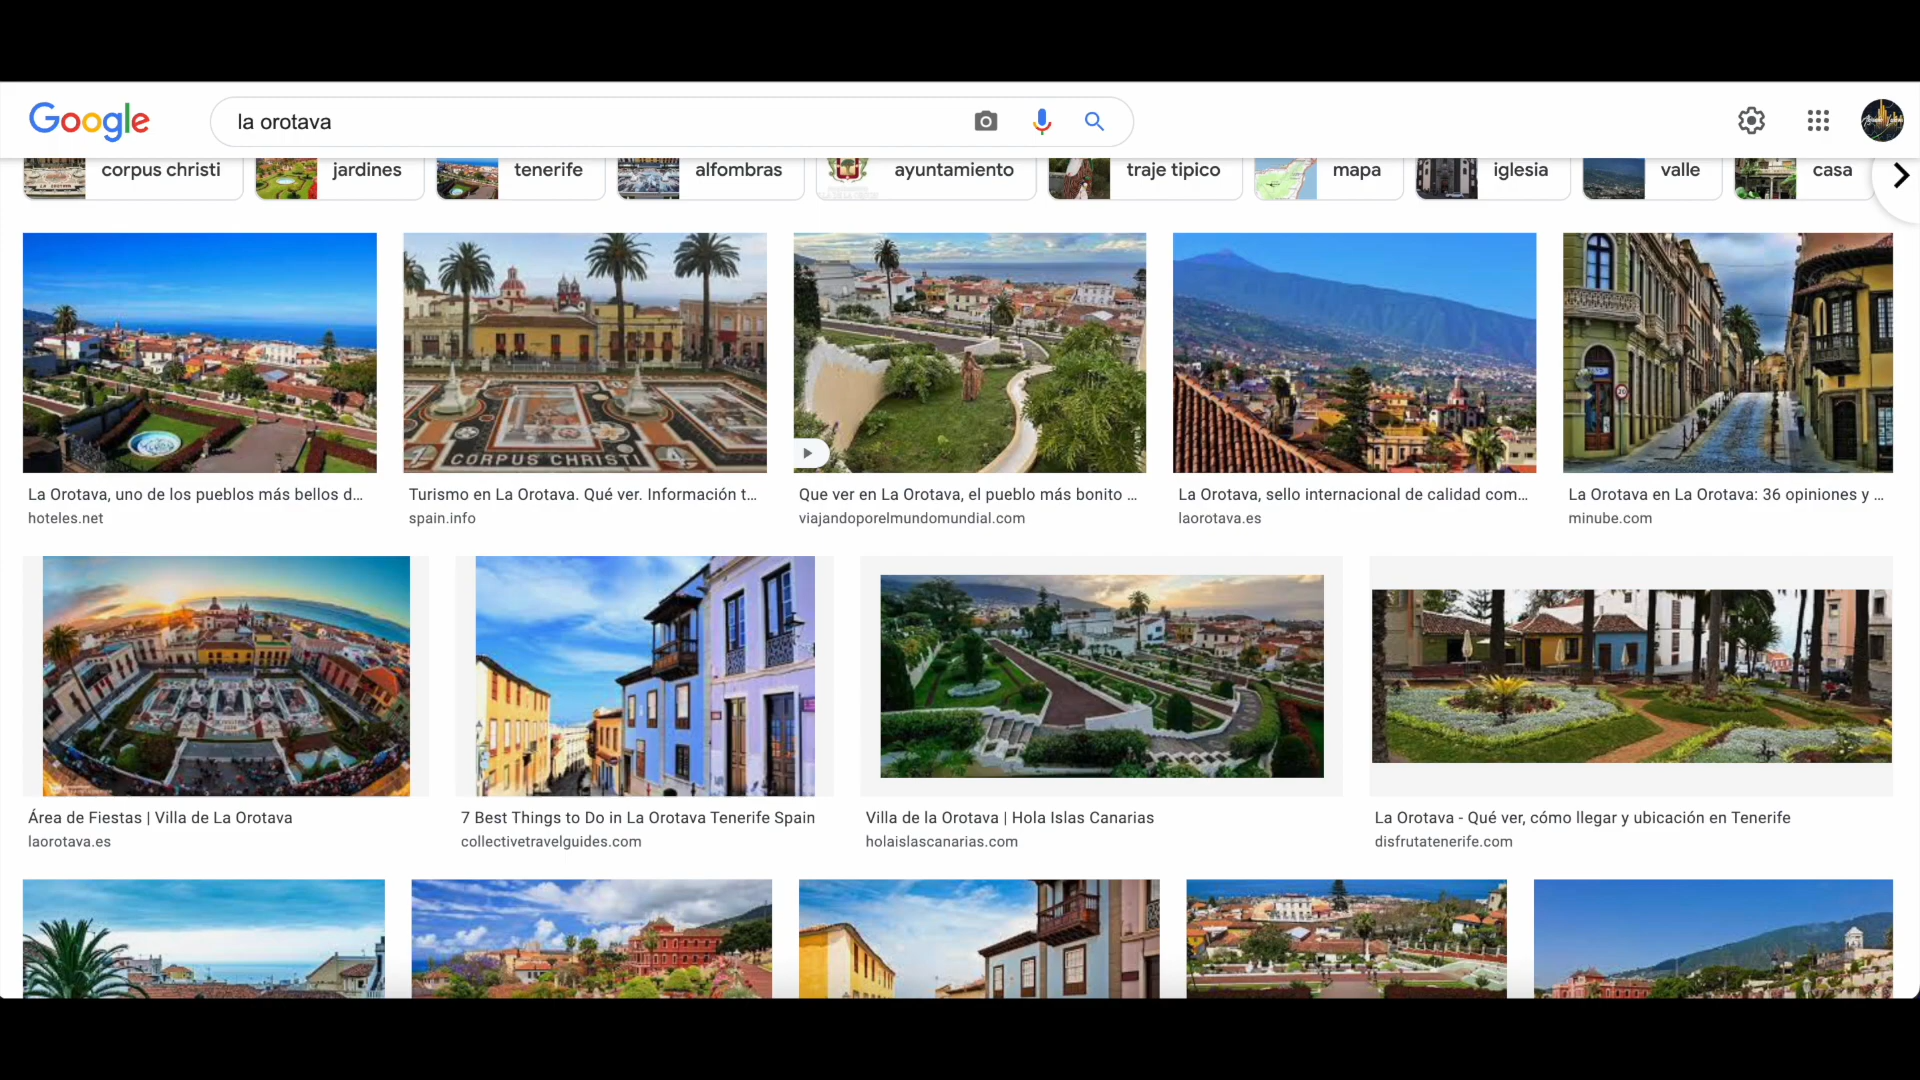 Google
la orotava
corpus christi
jardines
tenerife
alfombras
ayuntamiento
traje tipico
mapa
iglesia
valle
casa
CORPUS CHRISTI
La Orotava, uno de los pueblos más bellos d...
hoteles.net
Turismo en La Orotava. Qué ver. Información t...
spain.info
Que ver en La Orotava, el pueblo más bonito ...
viajandoporelmundomundial.com
La Orotava, sello internacional de calidad com...
laorotava.es
La Orotava en La Orotava: 36 opiniones y ...
minube.com
Área de Fiestas | Villa de La Orotava
laorotava.es
7 Best Things to Do in La Orotava Tenerife Spain
collectivetravelguides.com
Villa de la Orotava | Hola Islas Canarias
holaislascanarias.com
La Orotava - Qué ver, cómo llegar y ubicación en Tenerife
disfrutatenerife.com